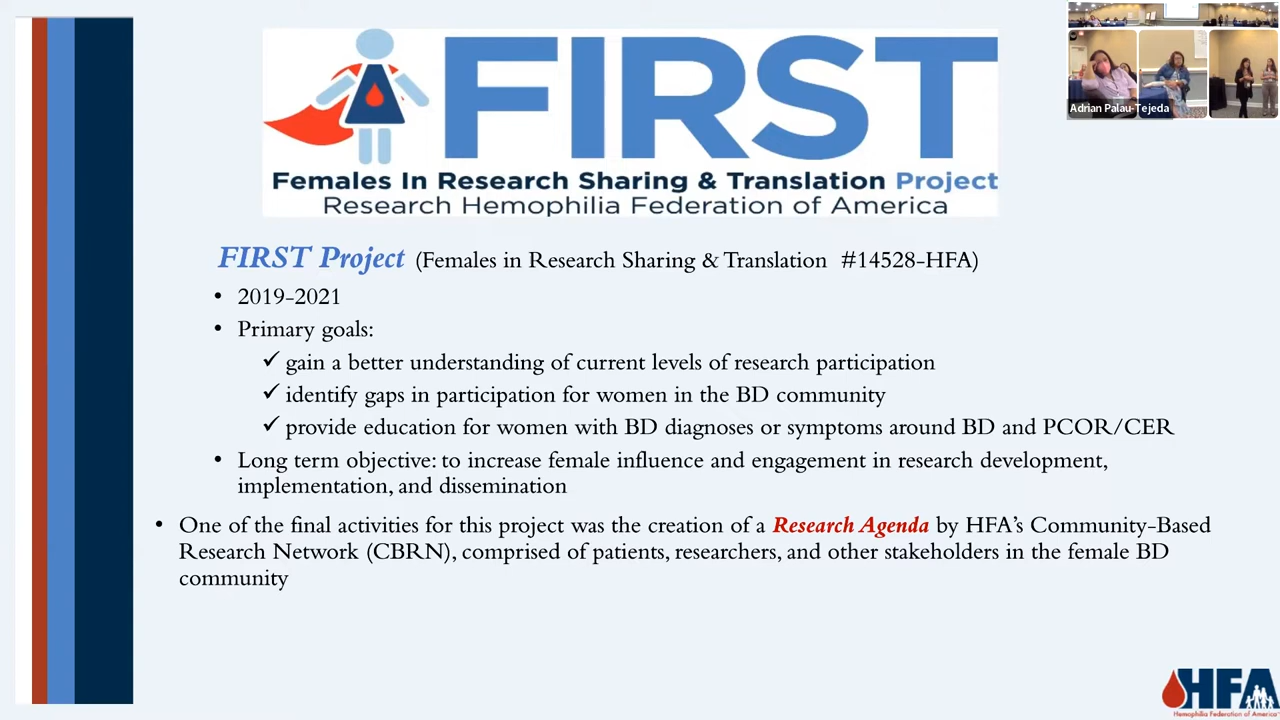 FIRST
Females In Research Sharing & Translation Project
Research Hemophilia Federation of America
Adrian Palau-Tejeda
FIRST Project (Females in Research Sharing & Translation #14528-HFA)
• 2019-2021
• Primary goals:
✓ gain a better understanding of current levels of research participation
✓ identify gaps in participation for women in the BD community
✓ provide education for women with BD diagnoses or symptoms around BD and PCOR/CER
• Long term objective: to increase female influence and engagement in research development,
implementation, and dissemination
• One of the final activities for this project was the creation of a Research Agenda by HFA’s Community-Based
Research Network (CBRN), comprised of patients, researchers, and other stakeholders in the female BD
community
HFA
Hemophilia Federation of America